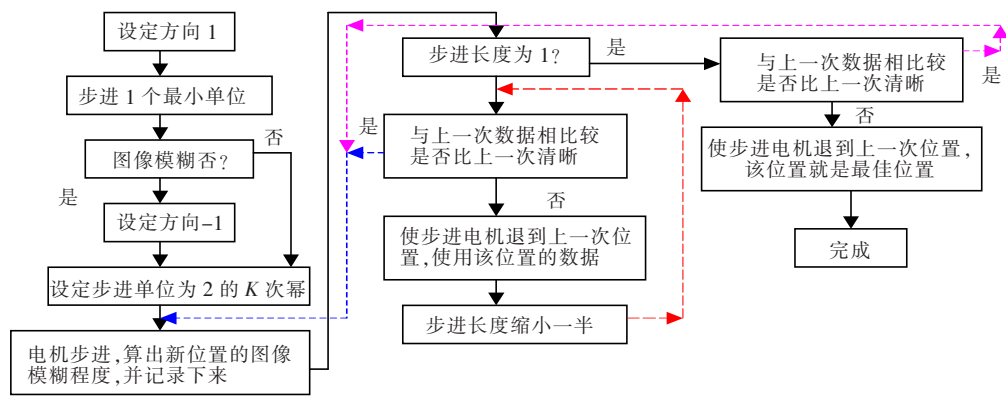 设定方向 1
步进 1 个最小单位
否
图像模糊否?
是
设定方向-1
设定步进单位为 2 的 K 次幂
电机步进,算出新位置的图像
模糊程度,并记录下来
步进长度为 1?
是
是
与上一次数据相比较
是否比上一次清晰
否
使步进电机退到上一次位
置,使用该位置的数据
步进长度缩小一半
与上一次数据相比较
是否比上一次清晰
是
否
使步进电机退到上一次位置,
该位置就是最佳位置
完成